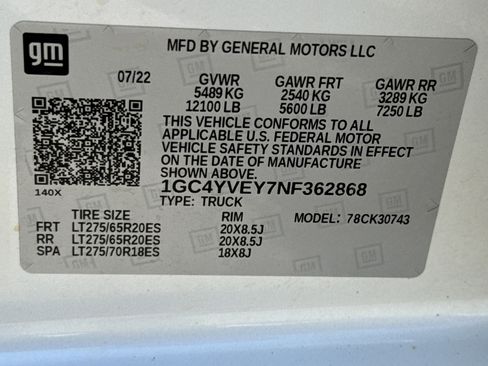 gm
MFD BY GENERAL MOTORS LLC
07/22 GVWR GAWR FRT GAWR RR
5489 KG 2540 KG 3289 KG
12100 LB 5600 LB 7250 LB
THIS VEHICLE CONFORMS TO ALL
APPLICABLE U.S. FEDERAL MOTOR
VEHICLE SAFETY STANDARDS IN EFFECT
ON THE DATE OF MANUFACTURE
SHOWN ABOVE.
1GC4YVEY7NF362868
140X TYPE: TRUCK
TIRE SIZE RIM MODEL: 78CK30743
FRT LT275/65R20ES 20X8.5J
RR LT275/65R20ES 20X8.5J
SPA LT275/70R18ES 18X8J